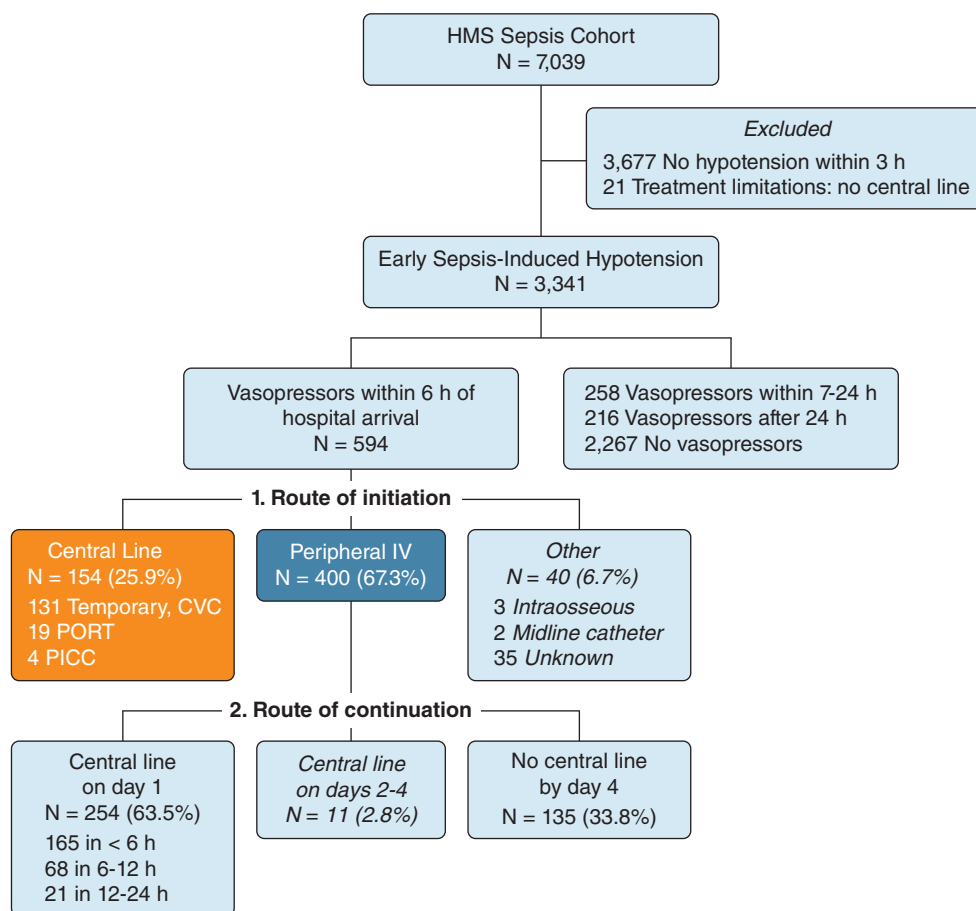 HMS Sepsis Cohort
N = 7,039
Excluded
3,677 No hypotension within 3 h
21 Treatment limitations: no central line
Early Sepsis-Induced Hypotension
N = 3,341
Vasopressors within 6 h of
hospital arrival
N = 594
258 Vasopressors within 7-24 h
216 Vasopressors after 24 h
2,267 No vasopressors
1. Route of initiation
Central Line
N = 154 (25.9%)
131 Temporary, CVC
19 PORT
4 PICC
Peripheral IV
N = 400 (67.3%)
Other
N = 40 (6.7%)
3 Intraosseous
2 Midline catheter
35 Unknown
2. Route of continuation
Central line
on day 1
N = 254 (63.5%)
165 in < 6 h
68 in 6-12 h
21 in 12-24 h
Central line
on days 2-4
N = 11 (2.8%)
No central line
by day 4
N = 135 (33.8%)